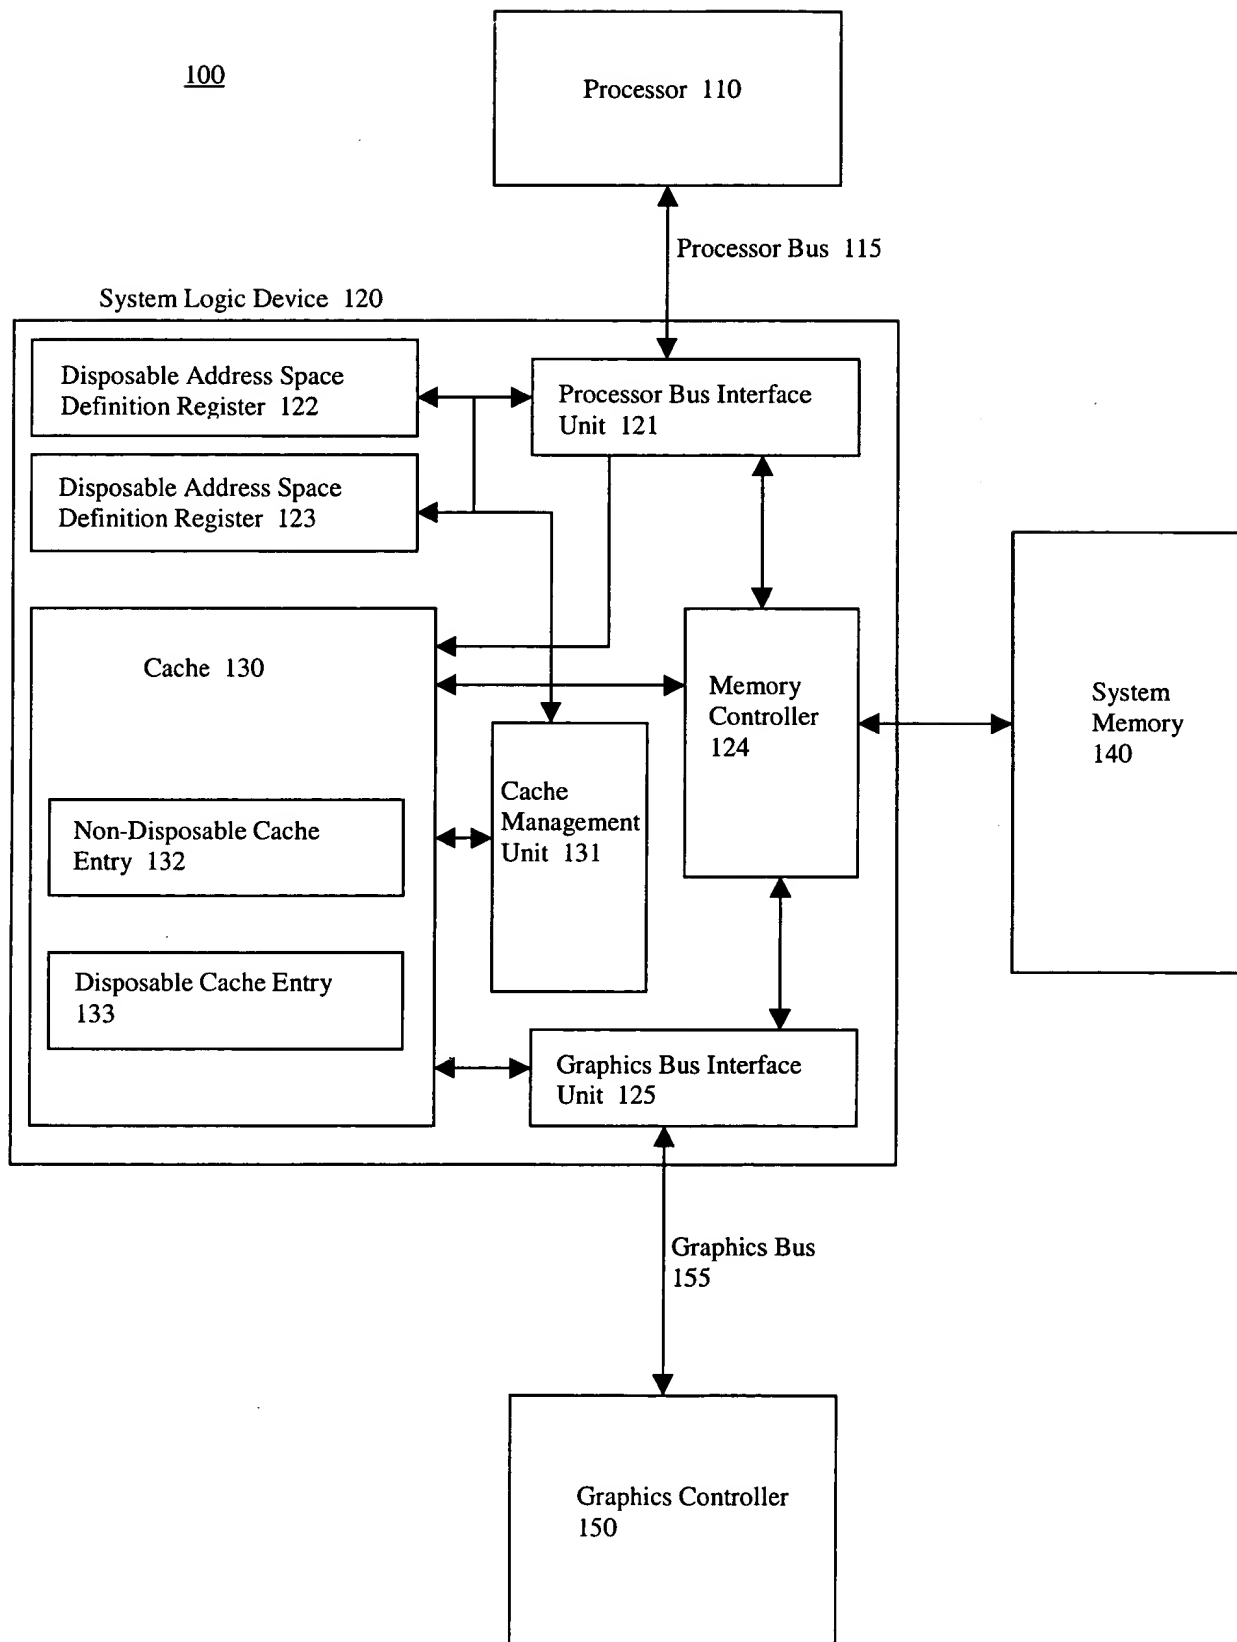 100
Processor 110
Processor Bus 115
System Logic Device 120
Disposable Address Space
Definition Register 122
Processor Bus Interface
Unit 121
Disposable Address Space
Definition Register 123
Cache 130
Memory
Controller
124
System
Memory
140
Cache
Management
Unit 131
Non-Disposable Cache
Entry 132
Disposable Cache Entry
133
Graphics Bus Interface
Unit 125
Graphics Bus
155
Graphics Controller
150